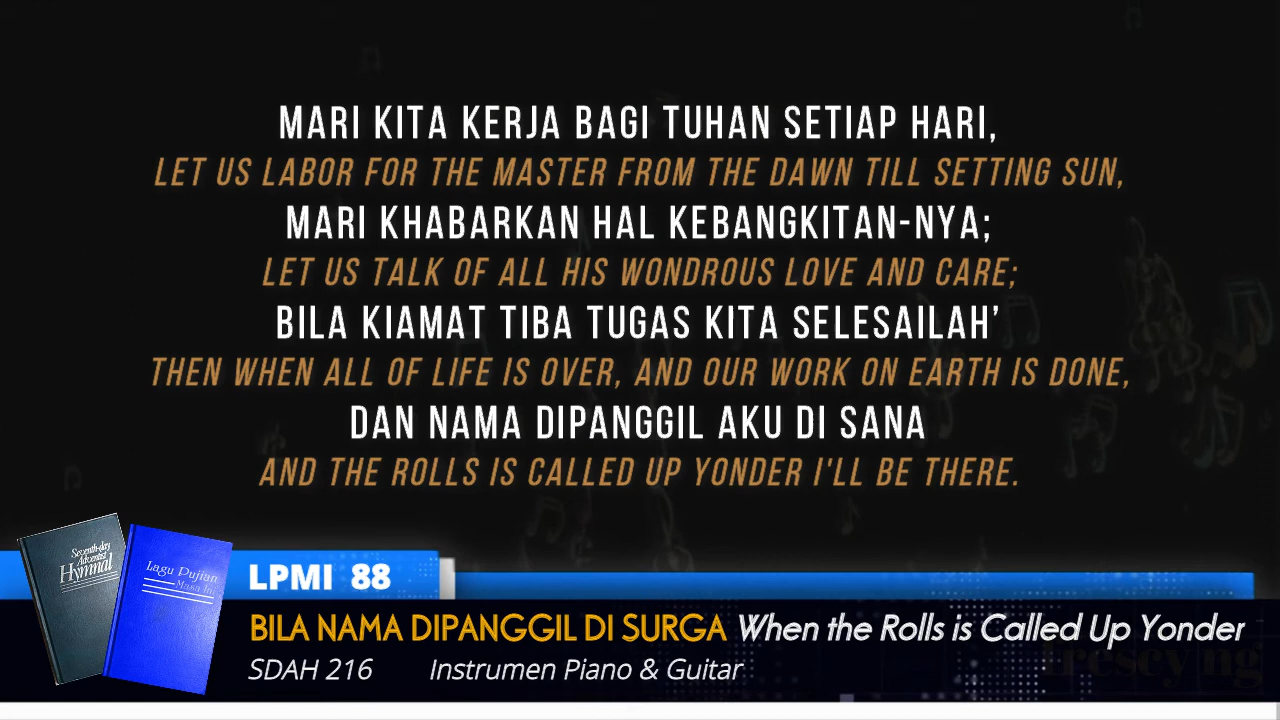 MARI KITA KERJA BAGI TUHAN SETIAP HARI,
LET US LABOR FOR THE MASTER FROM THE DAWN TILL SETTING SUN,
MARI KHABARKAN HAL KEBANGKITAN-NYA;
LET US TALK OF ALL HIS WONDROUS LOVE AND CARE;
BILA KIAMAT TIBA TUGAS KITA SELESAILAH’
THEN WHEN ALL OF LIFE IS OVER, AND OUR WORK ON EARTH IS DONE,
DAN NAMA DIPANGGIL AKU DI SANA
AND THE ROLLS IS CALLED UP YONDER I'LL BE THERE.
Seventh-day
Adventist
Hymnal
Lagu Pujian
Masa Ini
LPMI 88
BILA NAMA DIPANGGIL DI SURGA When the Rolls is Called Up Yonder
SDAH 216 Instrumen Piano & Guitar